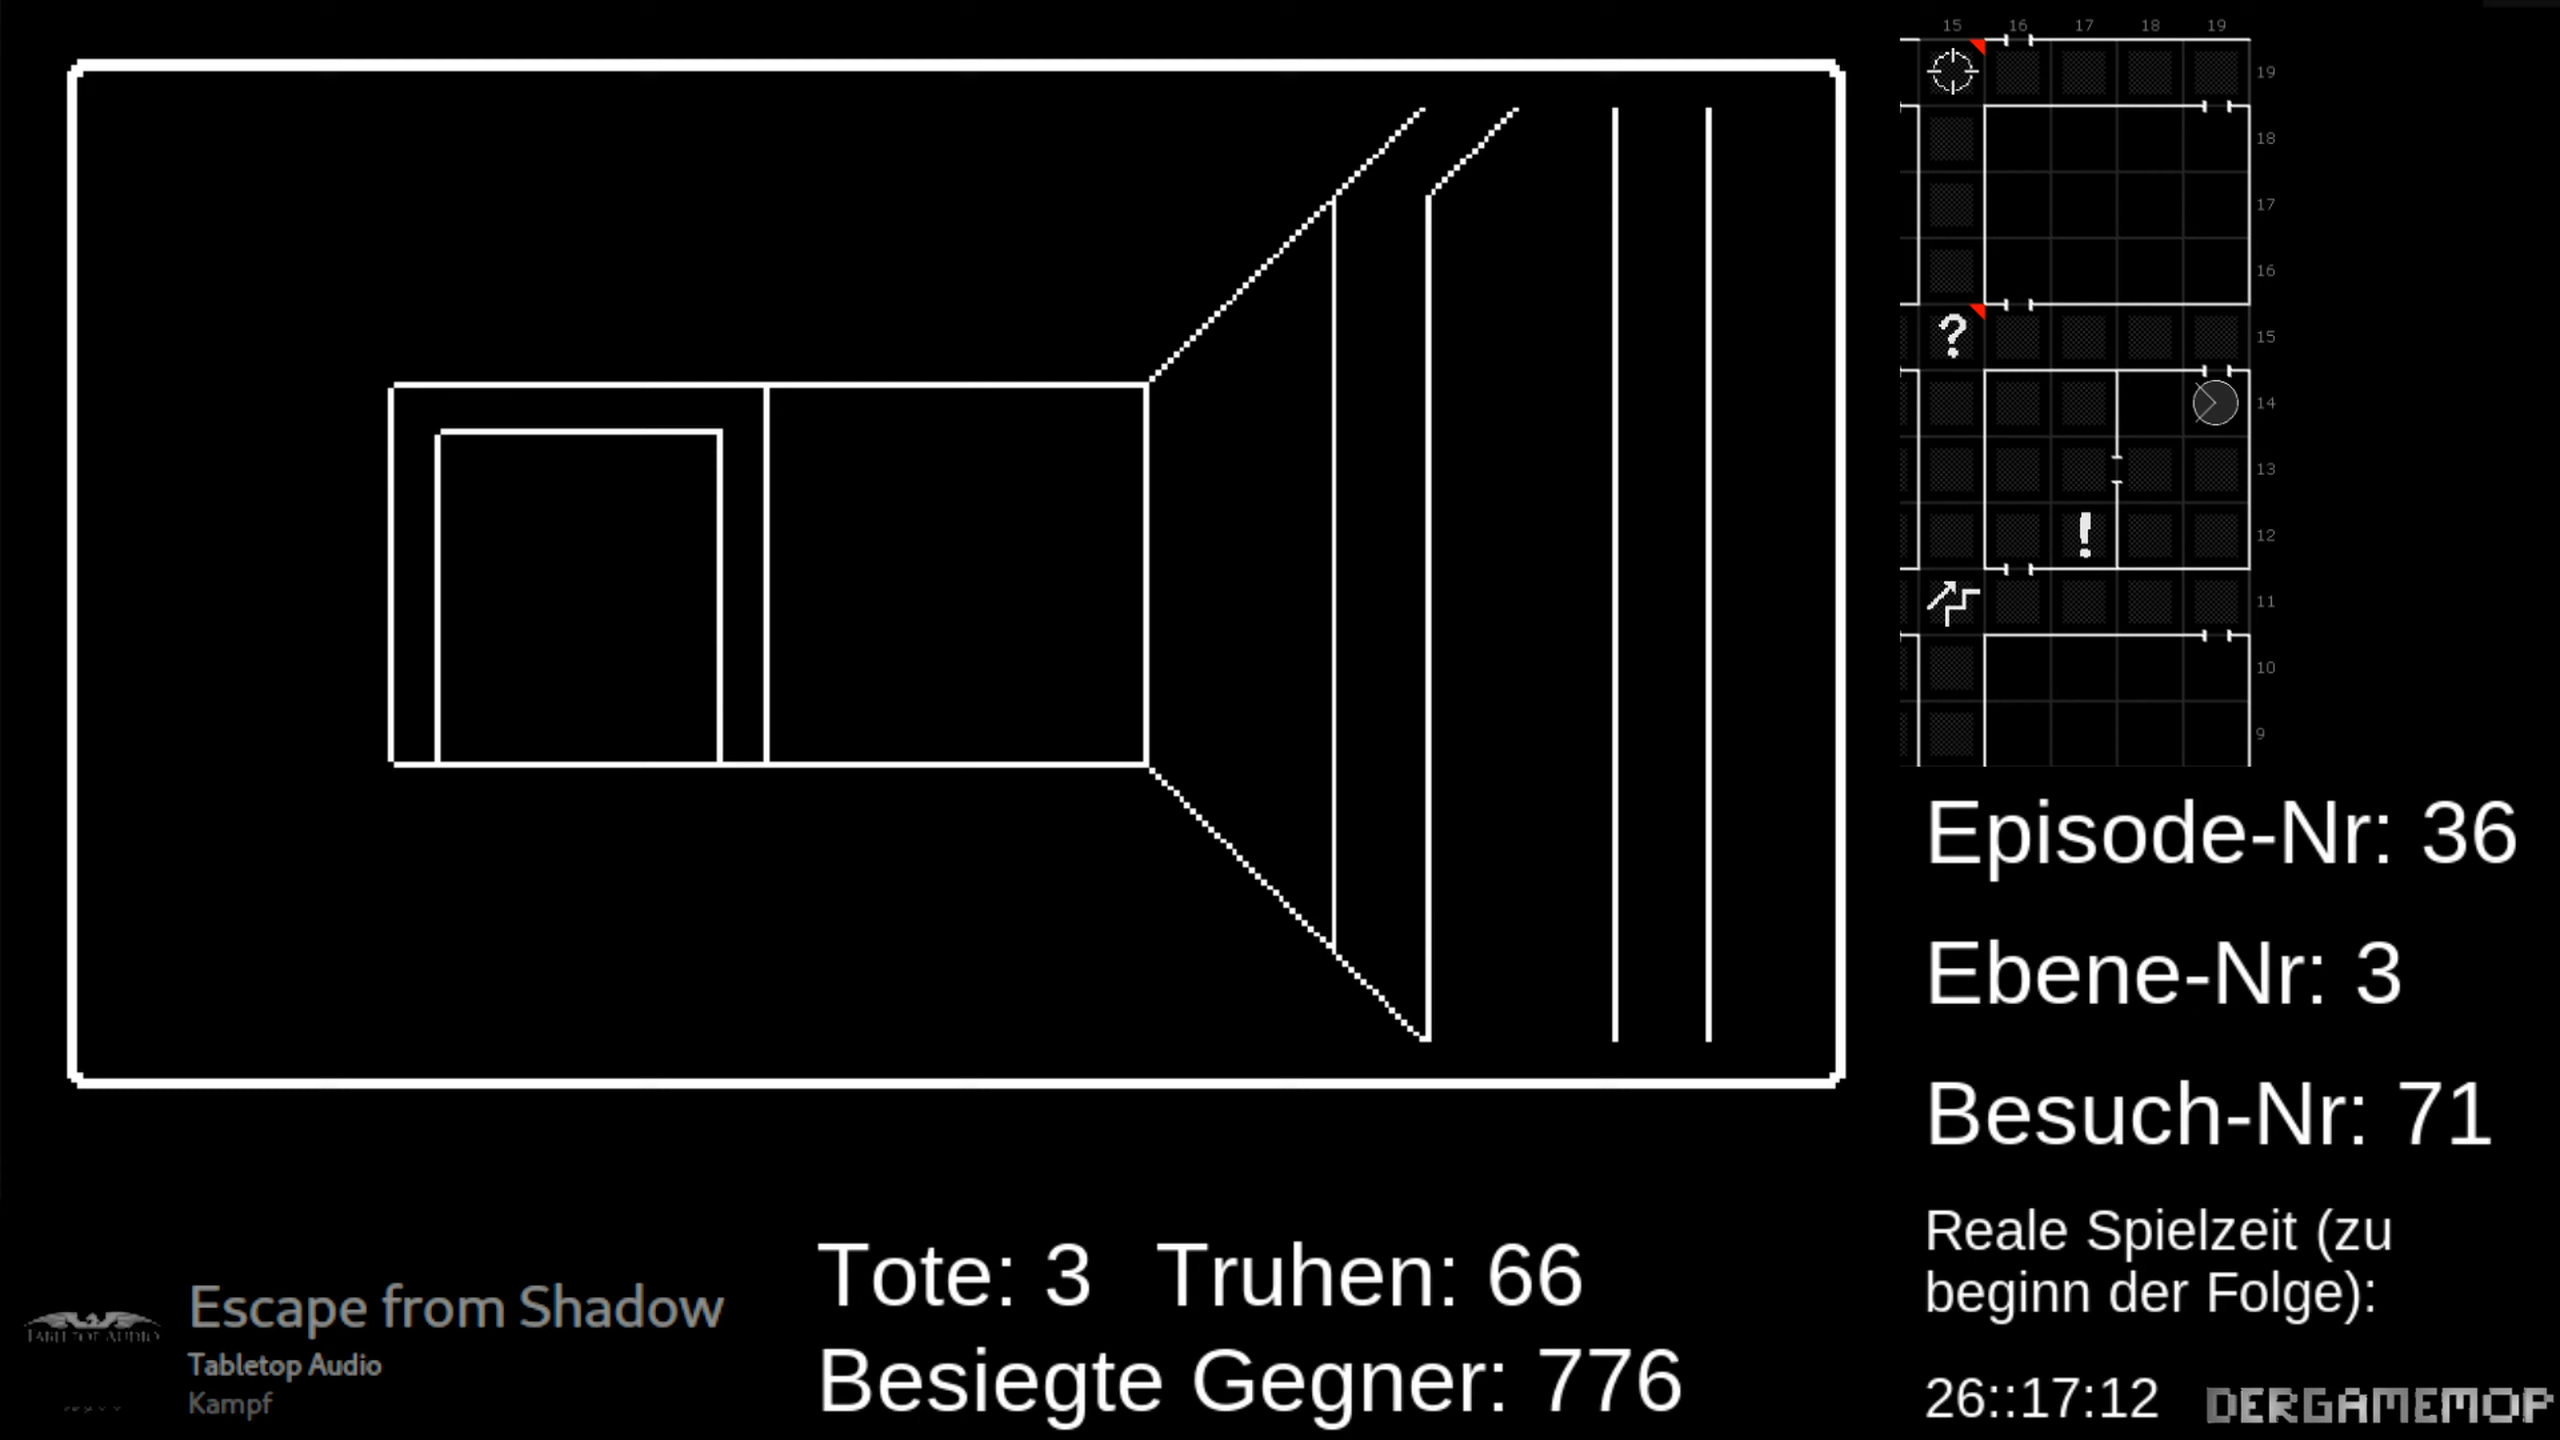 15 16 17 18 19
19
18
17
16
?
15
14
13
!
12
11
10
9
Episode-Nr: 36
Ebene-Nr: 3
Besuch-Nr: 71
Reale Spielzeit (zu
beginn der Folge):
26::17:12
Tote: 3 Truhen: 66
Besiegte Gegner: 776
TABLETOP AUDIO
Escape from Shadow
Tabletop Audio
Kampf
DERGAMEMOP